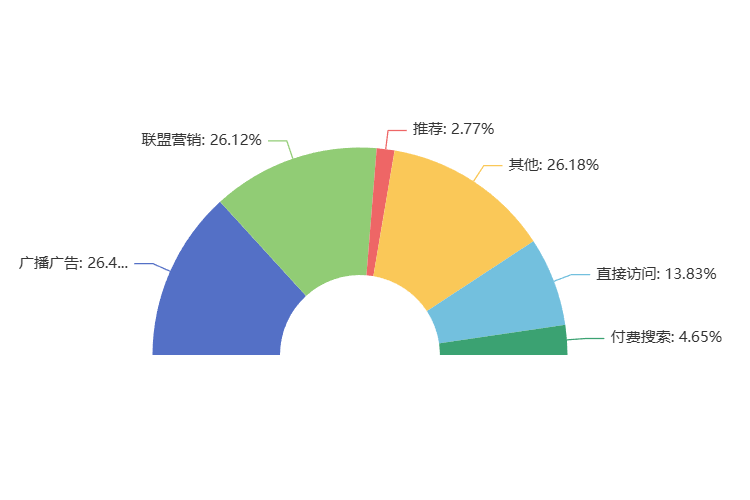 推荐: 2.77%
联盟营销: 26.12%
其他: 26.18%
广播广告: 26.4...
直接访问: 13.83%
付费搜索: 4.65%